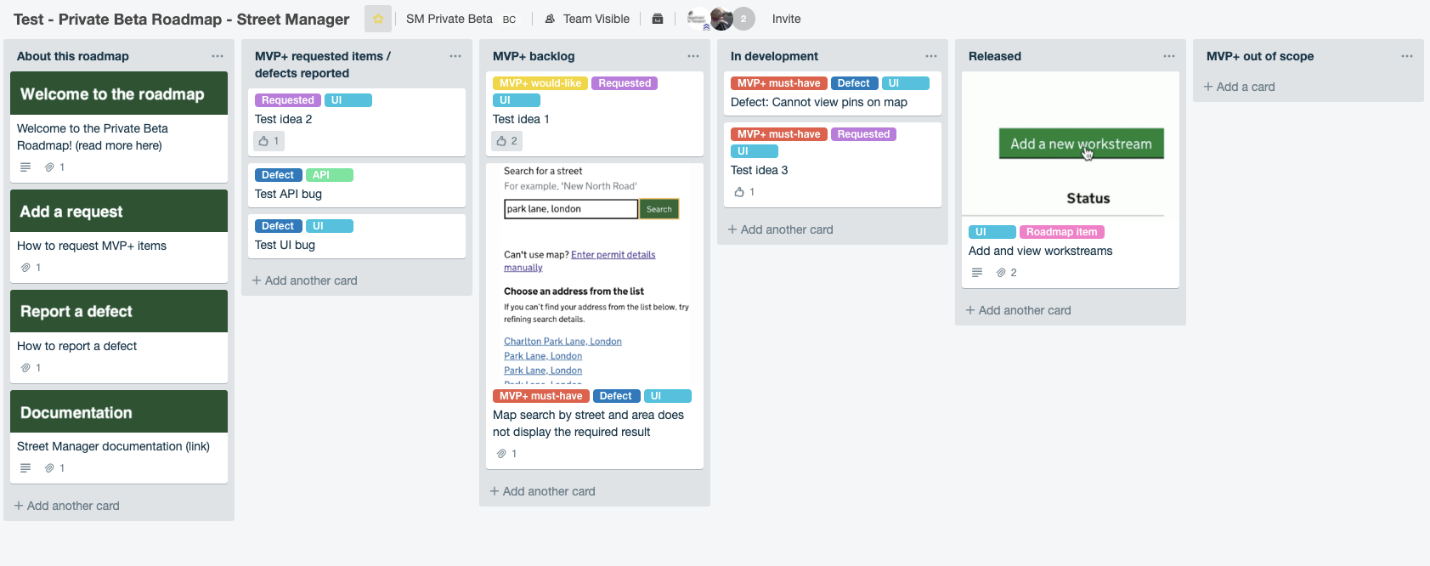 Test - Private Beta Roadmap - Street Manager
SM Private Beta BC
Team Visible
2
Invite
About this roadmap
Welcome to the roadmap
Welcome to the Private Beta
Roadmap! (read more here)
1
Add a request
How to request MVP+ items
1
Report a defect
How to report a defect
1
Documentation
Street Manager documentation (link)
1
+ Add another card
MVP+ requested items /
defects reported
Requested UI
Test idea 2
1
Defect API
Test API bug
Defect UI
Test UI bug
+ Add another card
MVP+ backlog
MVP+ would-like Requested
UI
Test idea 1
2
Search for a street
For example, 'New North Road'
park lane, london Search
Can't use map? Enter permit details
manually
Choose an address from the list
If you can't find your address from the list below, try
refining search details.
Charlton Park Lane, London
Park Lane, London
Park Lane, London
Park Lane, London
MVP+ must-have Defect UI
Map search by street and area does
not display the required result
1
+ Add another card
In development
MVP+ must-have Defect UI
Defect: Cannot view pins on map
MVP+ must-have Requested
UI
Test idea 3
1
+ Add another card
Released
Add a new workstream
Status
UI Roadmap item
Add and view workstreams
2
+ Add another card
MVP+ out of scope
+ Add a card